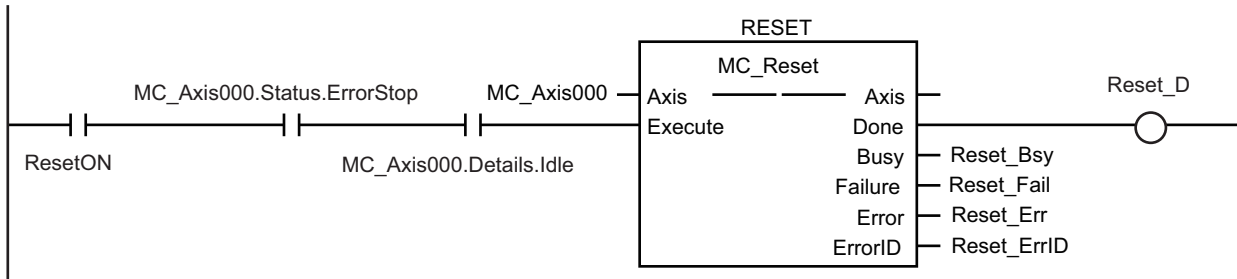 RESET
MC_Reset
MC_Axis000.Status.ErrorStop
MC_Axis000
Axis
Axis
Reset_D
ResetON
Execute
Done
MC_Axis000.Details.Idle
Busy
Reset_Bsy
Failure
Reset_Fail
Error
Reset_Err
ErrorID
Reset_ErrID